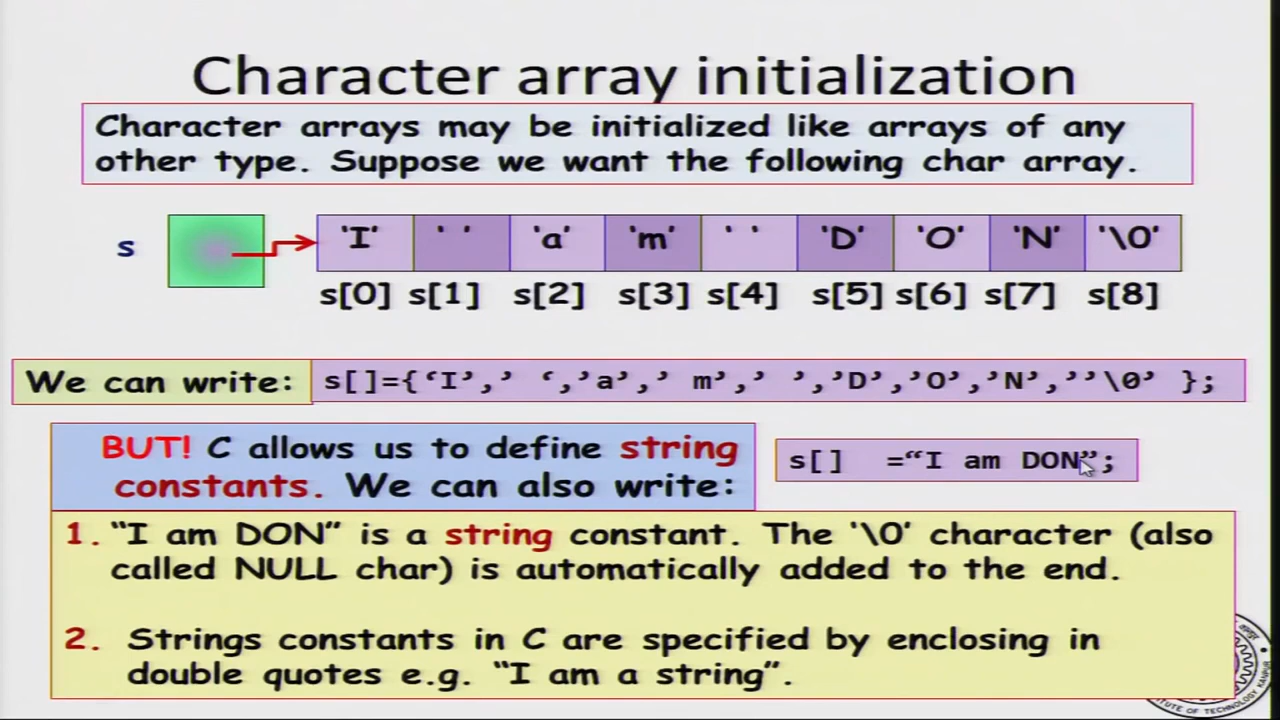 Character array initialization
Character arrays may be initialized like arrays of any
other type. Suppose we want the following char array.
s
'I' ' ' 'a' 'm' ' ' 'D' 'O' 'N' '\0'
s[0] s[1] s[2] s[3] s[4] s[5] s[6] s[7] s[8]
We can write: s[]={‘I’,’ ‘,’a’,’ m’,’ ’,’D’,’O’,’N’,’’\0’ };
BUT! C allows us to define string
constants. We can also write:
s[] =“I am DON”;
1. “I am DON” is a string constant. The '\0' character (also
called NULL char) is automatically added to the end.
2. Strings constants in C are specified by enclosing in
double quotes e.g. “I am a string”.
TUTE OF TECHNOLOGY KANPUR